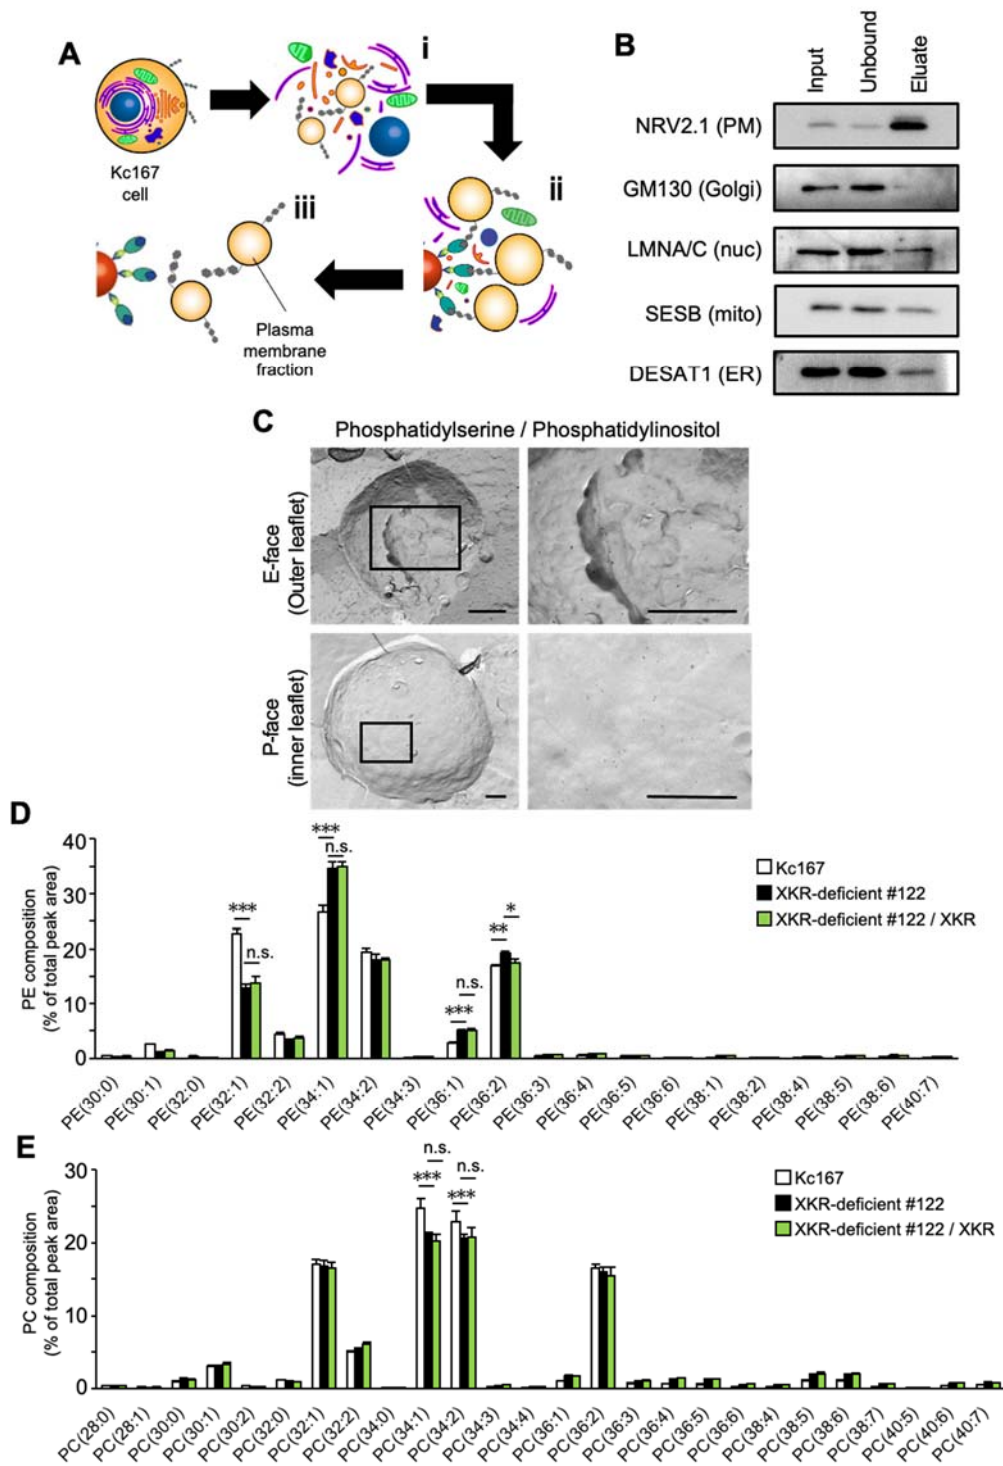 A
i
Kc167
cell
ii
iii
Plasma
membrane
fraction
B
Input
Unbound
Eluate
NRV2.1 (PM)
GM130 (Golgi)
LMNA/C (nuc)
SESB (mito)
DESAT1 (ER)
C
Phosphatidylserine / Phosphatidylinositol
E-face
(Outer leaflet)
P-face
(inner leaflet)
D
PE composition
(% of total peak area)
40
30
20
10
0
***
n.s.
***
n.s.
***
n.s.
**
*
Kc167
XKR-deficient #122
XKR-deficient #122 / XKR
PE(30:0)
PE(30:1)
PE(32:0)
PE(32:1)
PE(32:2)
PE(34:1)
PE(34:2)
PE(34:3)
PE(36:1)
PE(36:2)
PE(36:3)
PE(36:4)
PE(36:5)
PE(36:6)
PE(38:1)
PE(38:2)
PE(38:4)
PE(38:5)
PE(38:6)
PE(40:7)
E
PC composition
(% of total peak area)
30
20
10
0
n.s.
***
n.s.
***
Kc167
XKR-deficient #122
XKR-deficient #122 / XKR
PC(28:0)
PC(28:1)
PC(30:0)
PC(30:1)
PC(30:2)
PC(32:0)
PC(32:1)
PC(32:2)
PC(34:0)
PC(34:1)
PC(34:2)
PC(34:3)
PC(34:4)
PC(36:1)
PC(36:2)
PC(36:3)
PC(36:4)
PC(36:5)
PC(36:6)
PC(38:4)
PC(38:5)
PC(38:6)
PC(38:7)
PC(40:5)
PC(40:6)
PC(40:7)